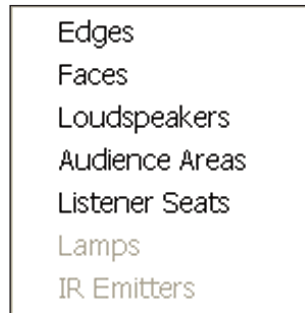 Edges
Faces
Loudspeakers
Audience Areas
Listener Seats
Lamps
IR Emitters